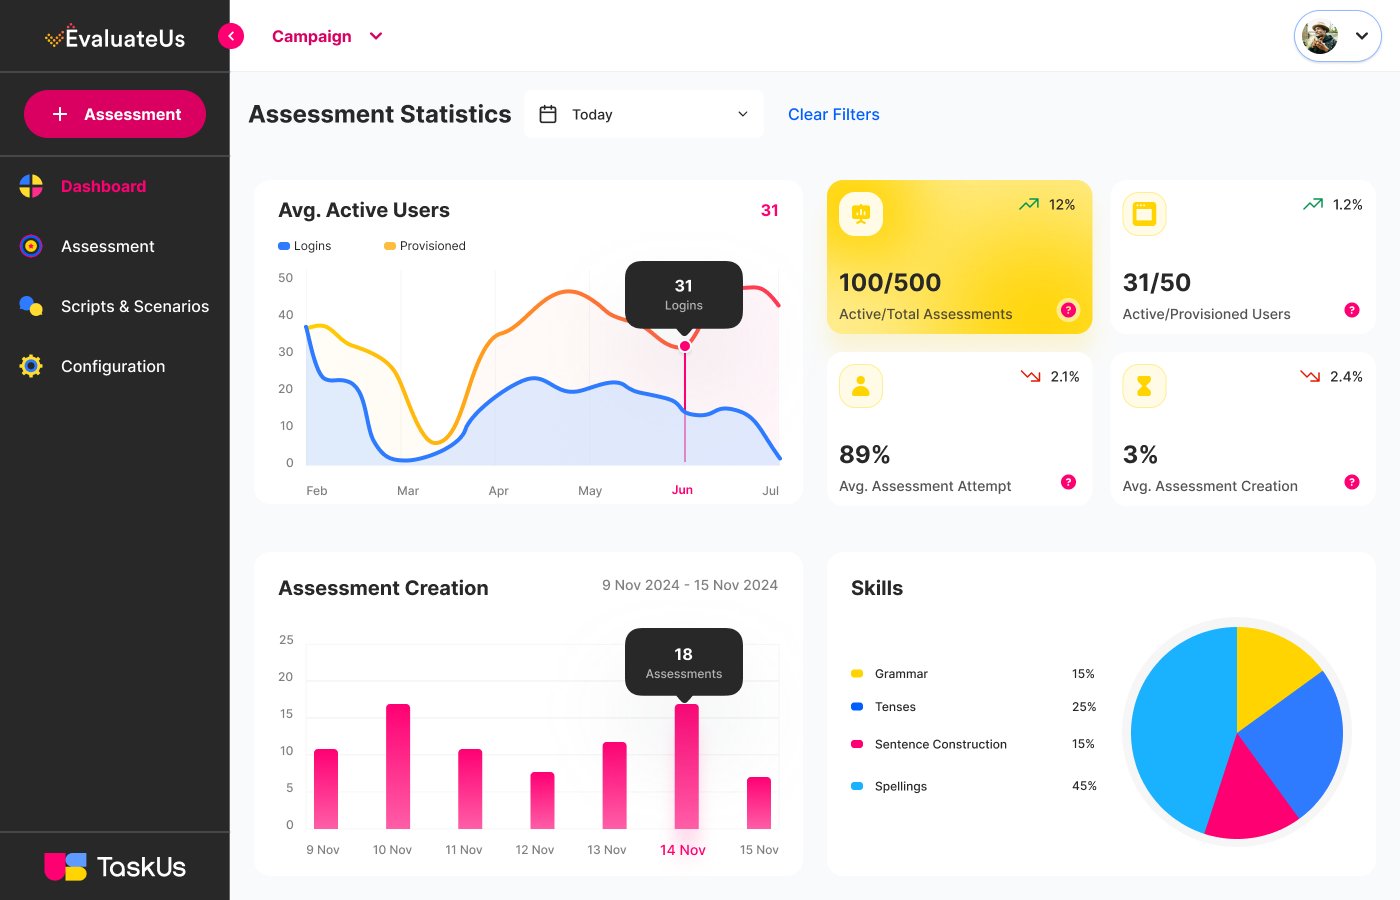 EvaluateUs
Campaign
Assessment
Dashboard
Assessment
Scripts & Scenarios
Configuration
TaskUs
Assessment Statistics
Today
Clear Filters
Avg. Active Users
31
Logins
Provisioned
31
Logins
50
40
30
20
10
0
Feb
Mar
Apr
May
Jun
Jul
12%
100/500
Active/Total Assessments
?
1.2%
31/50
Active/Provisioned Users
?
2.1%
89%
Avg. Assessment Attempt
?
2.4%
3%
Avg. Assessment Creation
?
Assessment Creation
9 Nov 2024 - 15 Nov 2024
18
Assessments
25
20
15
10
5
0
9 Nov
10 Nov
11 Nov
12 Nov
13 Nov
14 Nov
15 Nov
Skills
Grammar 15%
Tenses 25%
Sentence Construction 15%
Spellings 45%